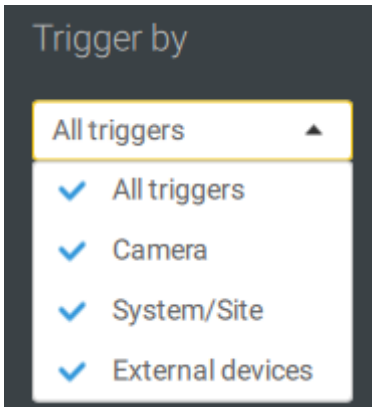 Trigger by
All triggers
All triggers
Camera
System/Site
External devices